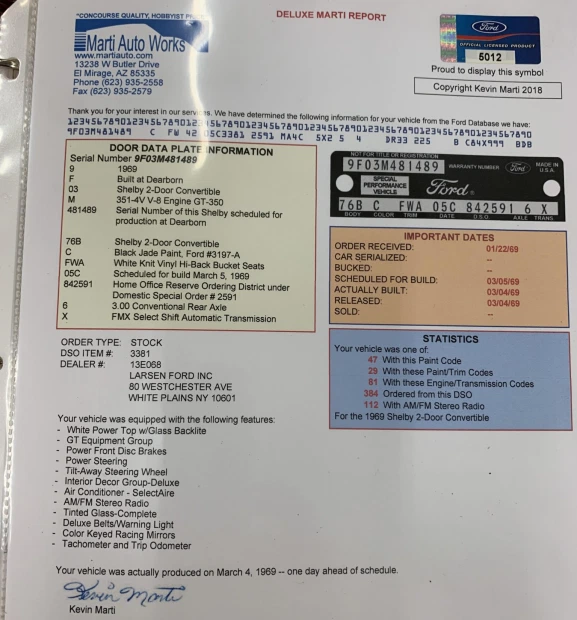 "CONCOURSE QUALITY, HOBBYIST
DELUXE MARTI REPORT
Marti Auto Works
www.martiauto.com
13238 W Butler Drive
El Mirage, AZ 85335
Phone (623) 935-2558
Fax (623) 935-2579
Ford
OFFICIAL LICENSED PRODUCT
5012
Proud to display this symbol
Copyright Kevin Marti 2018
Thank you for your interest in our services. We have determined the following information for your vehicle from the Ford Database we have:
9F03M481489 C FW 42 05C3381 2591 MA4C 5X2 5 4 DR33 225 B C84X999 BDB
DOOR DATA PLATE INFORMATION
Serial Number 9F03M481489
9 1969
F Built at Dearborn
03 Shelby 2-Door Convertible
M 351-4V V-8 Engine GT-350
481489 Serial Number of this Shelby scheduled for
production at Dearborn
76B Shelby 2-Door Convertible
C Black Jade Paint, Ford #3197-A
FWA White Knit Vinyl Hi-Back Bucket Seats
05C Scheduled for build March 5, 1969
842591 Home Office Reserve Ordering District under
Domestic Special Order # 2591
6 3.00 Conventional Rear Axle
X FMX Select Shift Automatic Transmission
NOT FOR TITLE OR REGISTRATION
9F03M481489 WARRANTY NUMBER Ford MADE IN U.S.A.
SPECIAL PERFORMANCE VEHICLE Ford
76B C FWA 05C 842591 6 X
BODY COLOR TRIM DATE D.S.O. AXLE TRANS
IMPORTANT DATES
ORDER RECEIVED: 01/22/69
CAR SERIALIZED: --
BUCKED: --
SCHEDULED FOR BUILD: 03/05/69
ACTUALLY BUILT: 03/04/69
RELEASED: 03/04/69
SOLD: --
STATISTICS
Your vehicle was one of:
47 With this Paint Code
29 With these Paint/Trim Codes
81 With these Engine/Transmission Codes
384 Ordered from this DSO
112 With AM/FM Stereo Radio
For the 1969 Shelby 2-Door Convertible
ORDER TYPE: STOCK
DSO ITEM #: 3381
DEALER #: 13E068
LARSEN FORD INC
80 WESTCHESTER AVE
WHITE PLAINS NY 10601
Your vehicle was equipped with the following features:
- White Power Top w/Glass Backlite
- GT Equipment Group
- Power Front Disc Brakes
- Power Steering
- Tilt-Away Steering Wheel
- Interior Decor Group-Deluxe
- Air Conditioner - SelectAire
- AM/FM Stereo Radio
- Tinted Glass-Complete
- Deluxe Belts/Warning Light
- Color Keyed Racing Mirrors
- Tachometer and Trip Odometer
Your vehicle was actually produced on March 4, 1969 -- one day ahead of schedule.
Kevin Marti
Kevin Marti